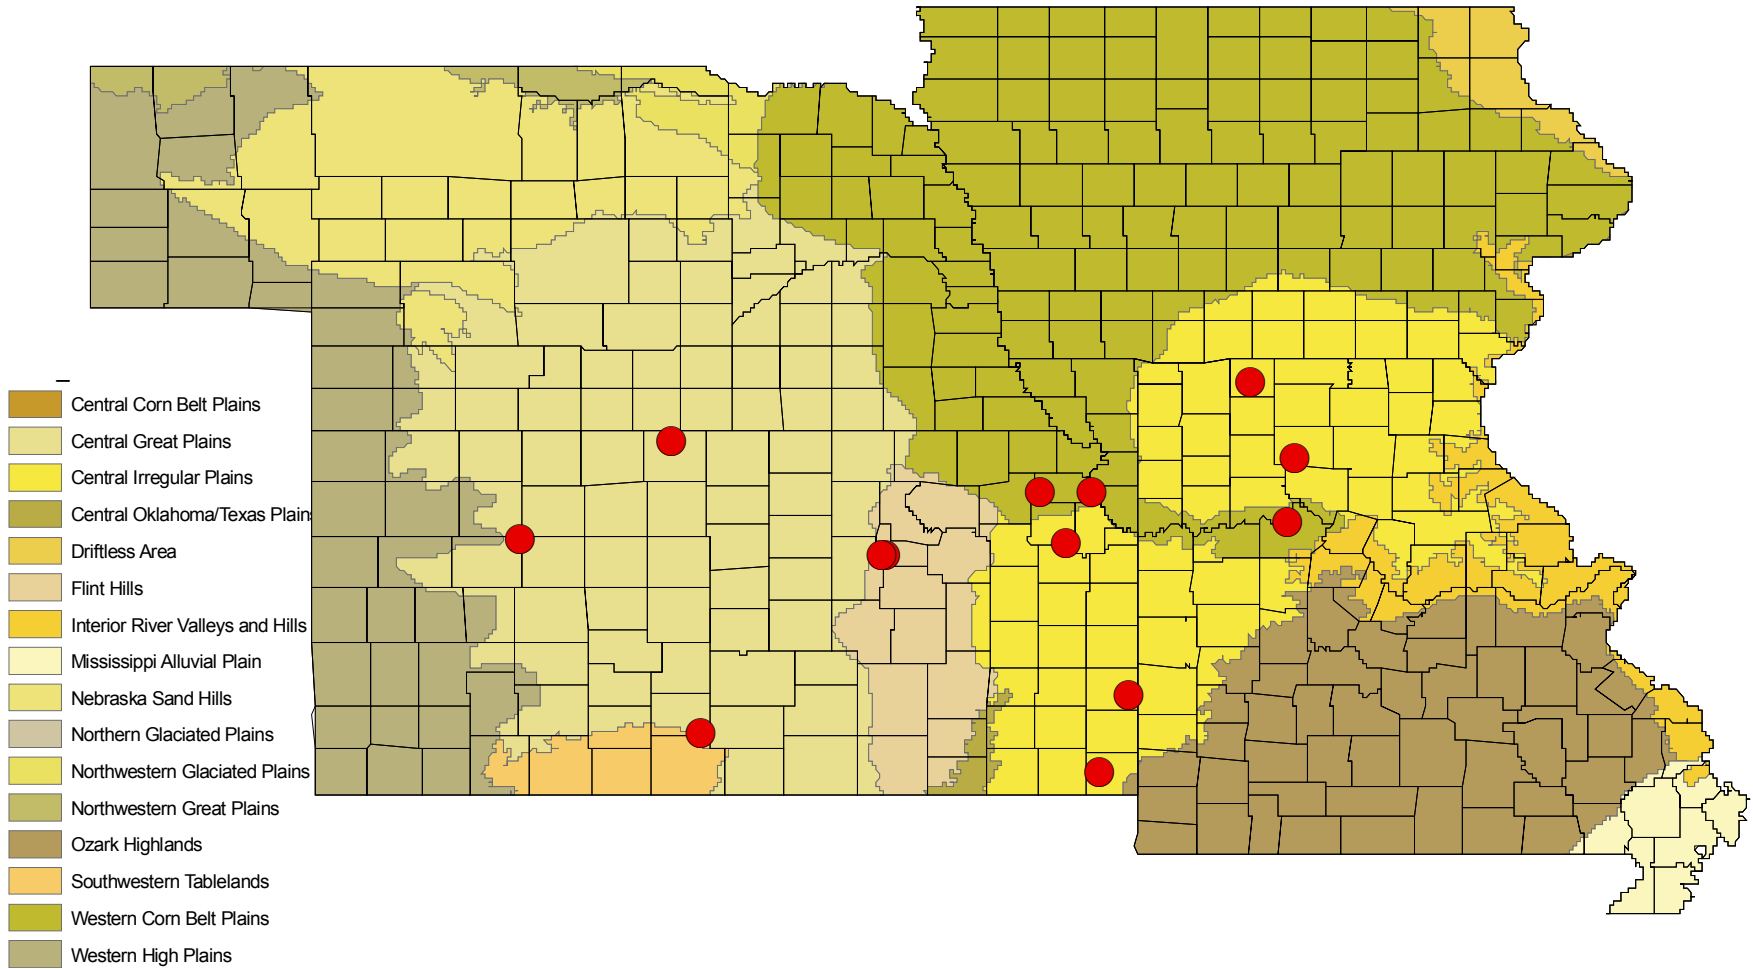 Central Corn Belt Plains
Central Great Plains
Central Irregular Plains
Central Oklahoma/Texas Plains
Driftless Area
Flint Hills
Interior River Valleys and Hills
Mississippi Alluvial Plain
Nebraska Sand Hills
Northern Glaciated Plains
Northwestern Glaciated Plains
Northwestern Great Plains
Ozark Highlands
Southwestern Tablelands
Western Corn Belt Plains
Western High Plains